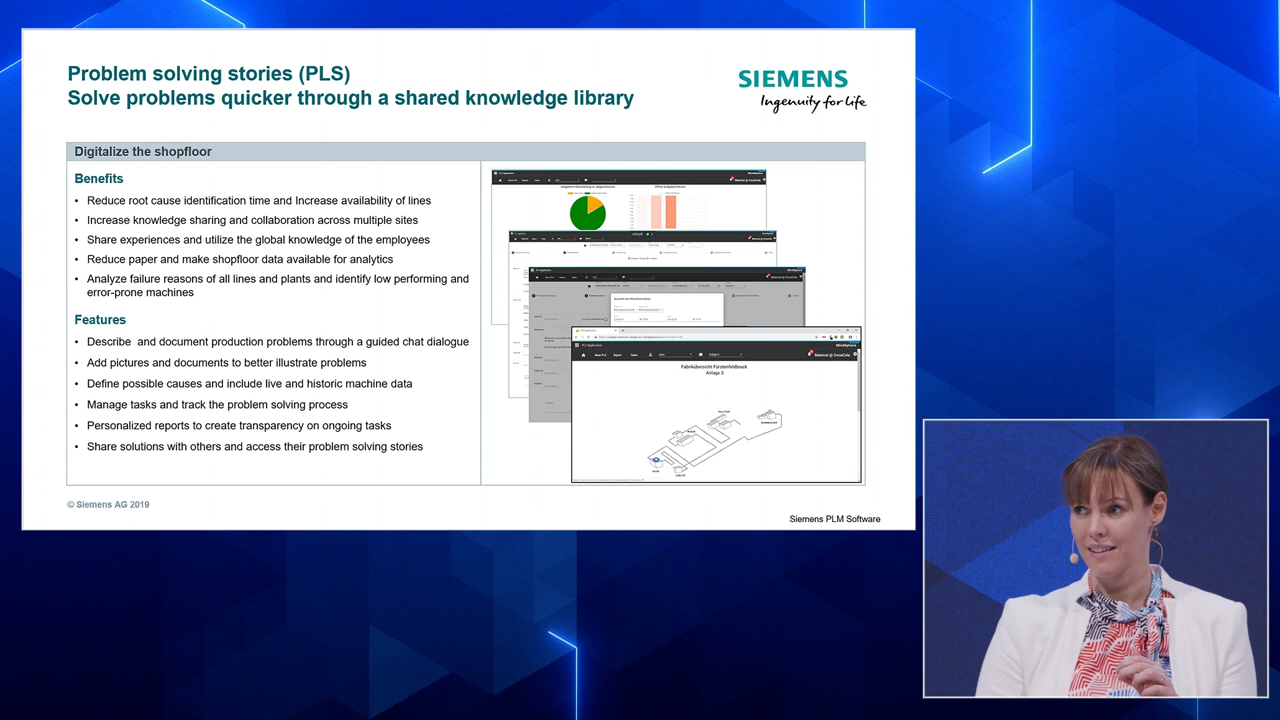 Problem solving stories (PLS)
Solve problems quicker through a shared knowledge library
SIEMENS
Ingenuity for life
Digitalize the shopfloor
Benefits
• Reduce root cause identification time and Increase availability of lines
• Increase knowledge sharing and collaboration across multiple sites
• Share experiences and utilize the global knowledge of the employees
• Reduce paper and make shopfloor data available for analytics
• Analyze failure reasons of all lines and plants and identify low performing and
error-prone machines
Features
• Describe and document production problems through a guided chat dialogue
• Add pictures and documents to better illustrate problems
• Define possible causes and include live and historic machine data
• Manage tasks and track the problem solving process
• Personalized reports to create transparency on ongoing tasks
• Share solutions with others and access their problem solving stories
MindSphere
Fabrikübersicht Fürstenfeldbruck
Anlage 3
© Siemens AG 2019
Siemens PLM Software